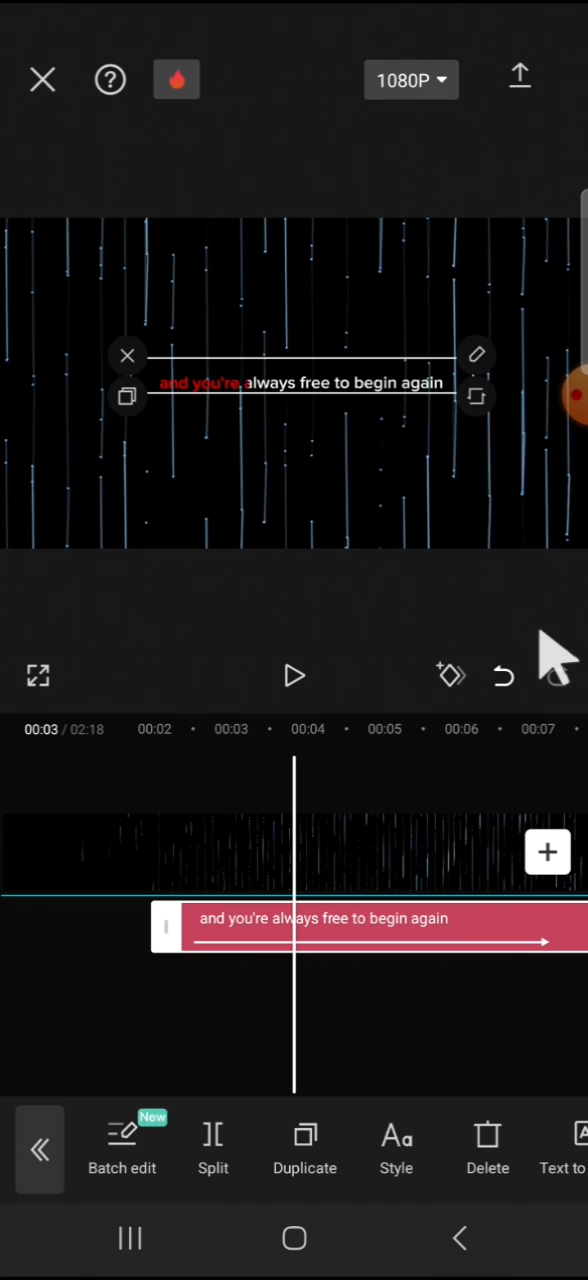 1080P
and you're always free to begin again
00:03 / 02:18 00:02 00:03 00:04 00:05 00:06 00:07
and you're always free to begin again
New
Batch edit Split Duplicate Style Delete Text to